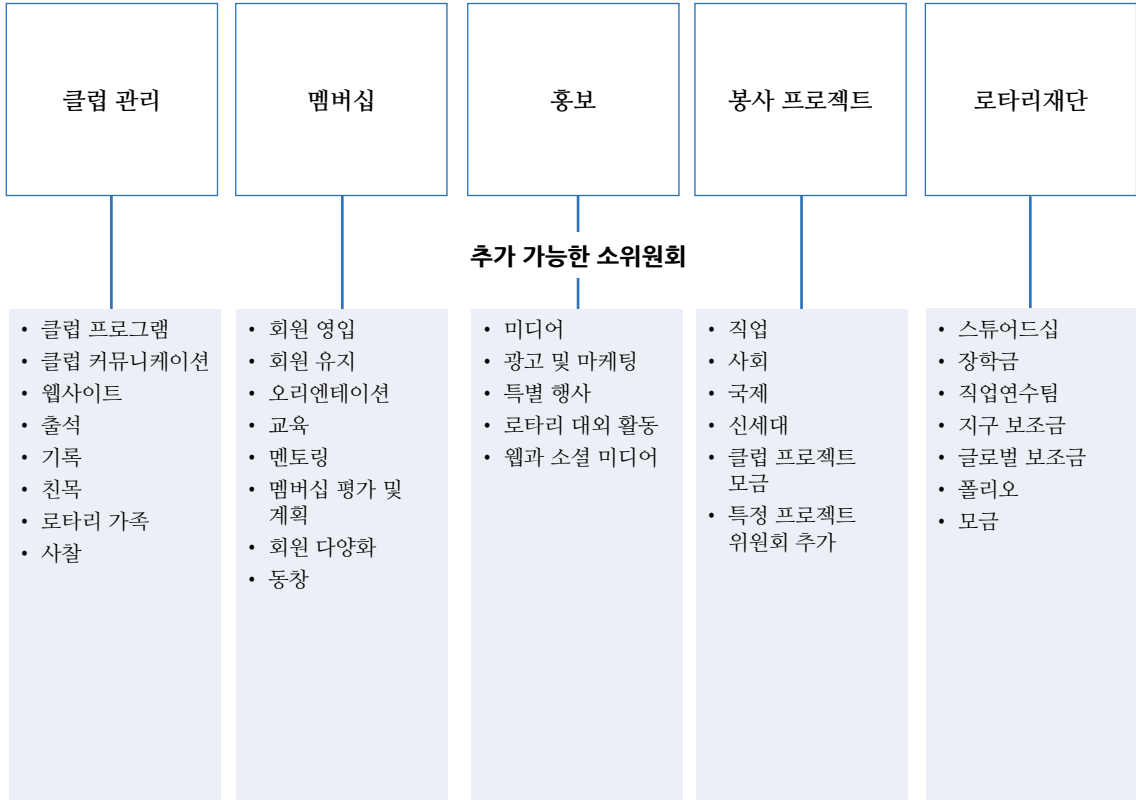 클럽 관리
멤버십
홍보
봉사 프로젝트
로타리재단
추가 가능한 소위원회
• 클럽 프로그램
• 클럽 커뮤니케이션
• 웹사이트
• 출석
• 기록
• 친목
• 로타리 가족
• 사찰
• 회원 영입
• 회원 유지
• 오리엔테이션
• 교육
• 멘토링
• 멤버십 평가 및
계획
• 회원 다양화
• 동창
• 미디어
• 광고 및 마케팅
• 특별 행사
• 로타리 대외 활동
• 웹과 소셜 미디어
• 직업
• 사회
• 국제
• 신세대
• 클럽 프로젝트
모금
• 특정 프로젝트
위원회 추가
• 스튜어드십
• 장학금
• 직업연수팀
• 지구 보조금
• 글로벌 보조금
• 폴리오
• 모금